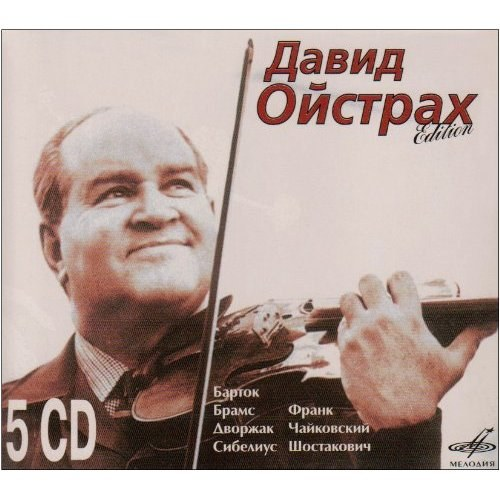 Давид
Ойстрах
Edition
Барток
Брамс Франк
Дворжак Чайковский
Сибелиус Шостакович
5 CD
МЕЛОДИЯ